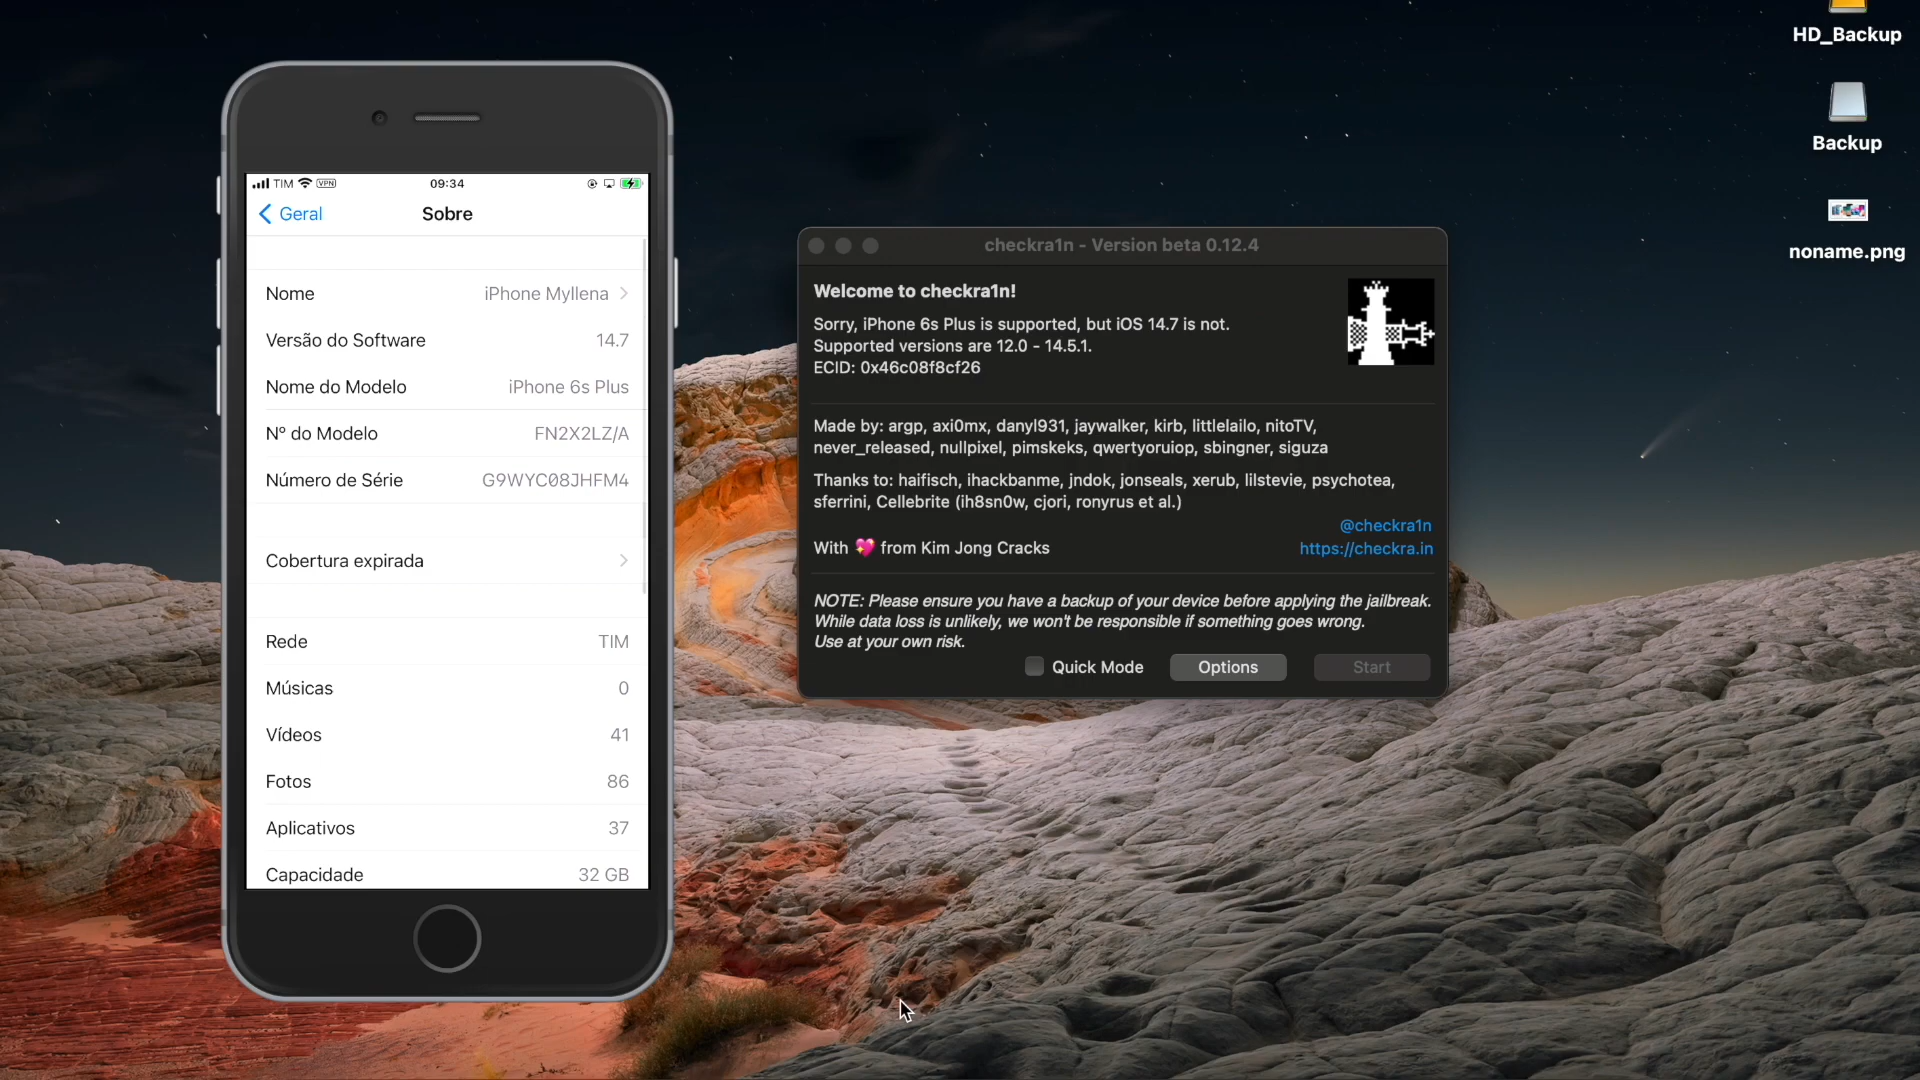 HD_Backup
Backup
noname.png
TIM VPN 09:34
Geral Sobre
Nome iPhone Myllena
Versão do Software 14.7
Nome do Modelo iPhone 6s Plus
Nº do Modelo FN2X2LZ/A
Número de Série G9WYC08JHFM4
Cobertura expirada
Rede TIM
Músicas 0
Vídeos 41
Fotos 86
Aplicativos 37
Capacidade 32 GB
checkra1n - Version beta 0.12.4
Welcome to checkra1n!
Sorry, iPhone 6s Plus is supported, but iOS 14.7 is not.
Supported versions are 12.0 - 14.5.1.
ECID: 0x46c08f8cf26
Made by: argp, axi0mx, danyl931, jaywalker, kirb, littlelailo, nitoTV,
never_released, nullpixel, pimskeks, qwertyoruiop, sbingner, siguza
Thanks to: haifisch, ihackbanme, jndok, jonseals, xerub, lilstevie, psychotea,
sferrini, Cellebrite (ih8sn0w, cjori, ronyrus et al.)
@checkra1n
With 💖 from Kim Jong Cracks https://checkra.in
NOTE: Please ensure you have a backup of your device before applying the jailbreak.
While data loss is unlikely, we won't be responsible if something goes wrong.
Use at your own risk.
Quick Mode Options Start